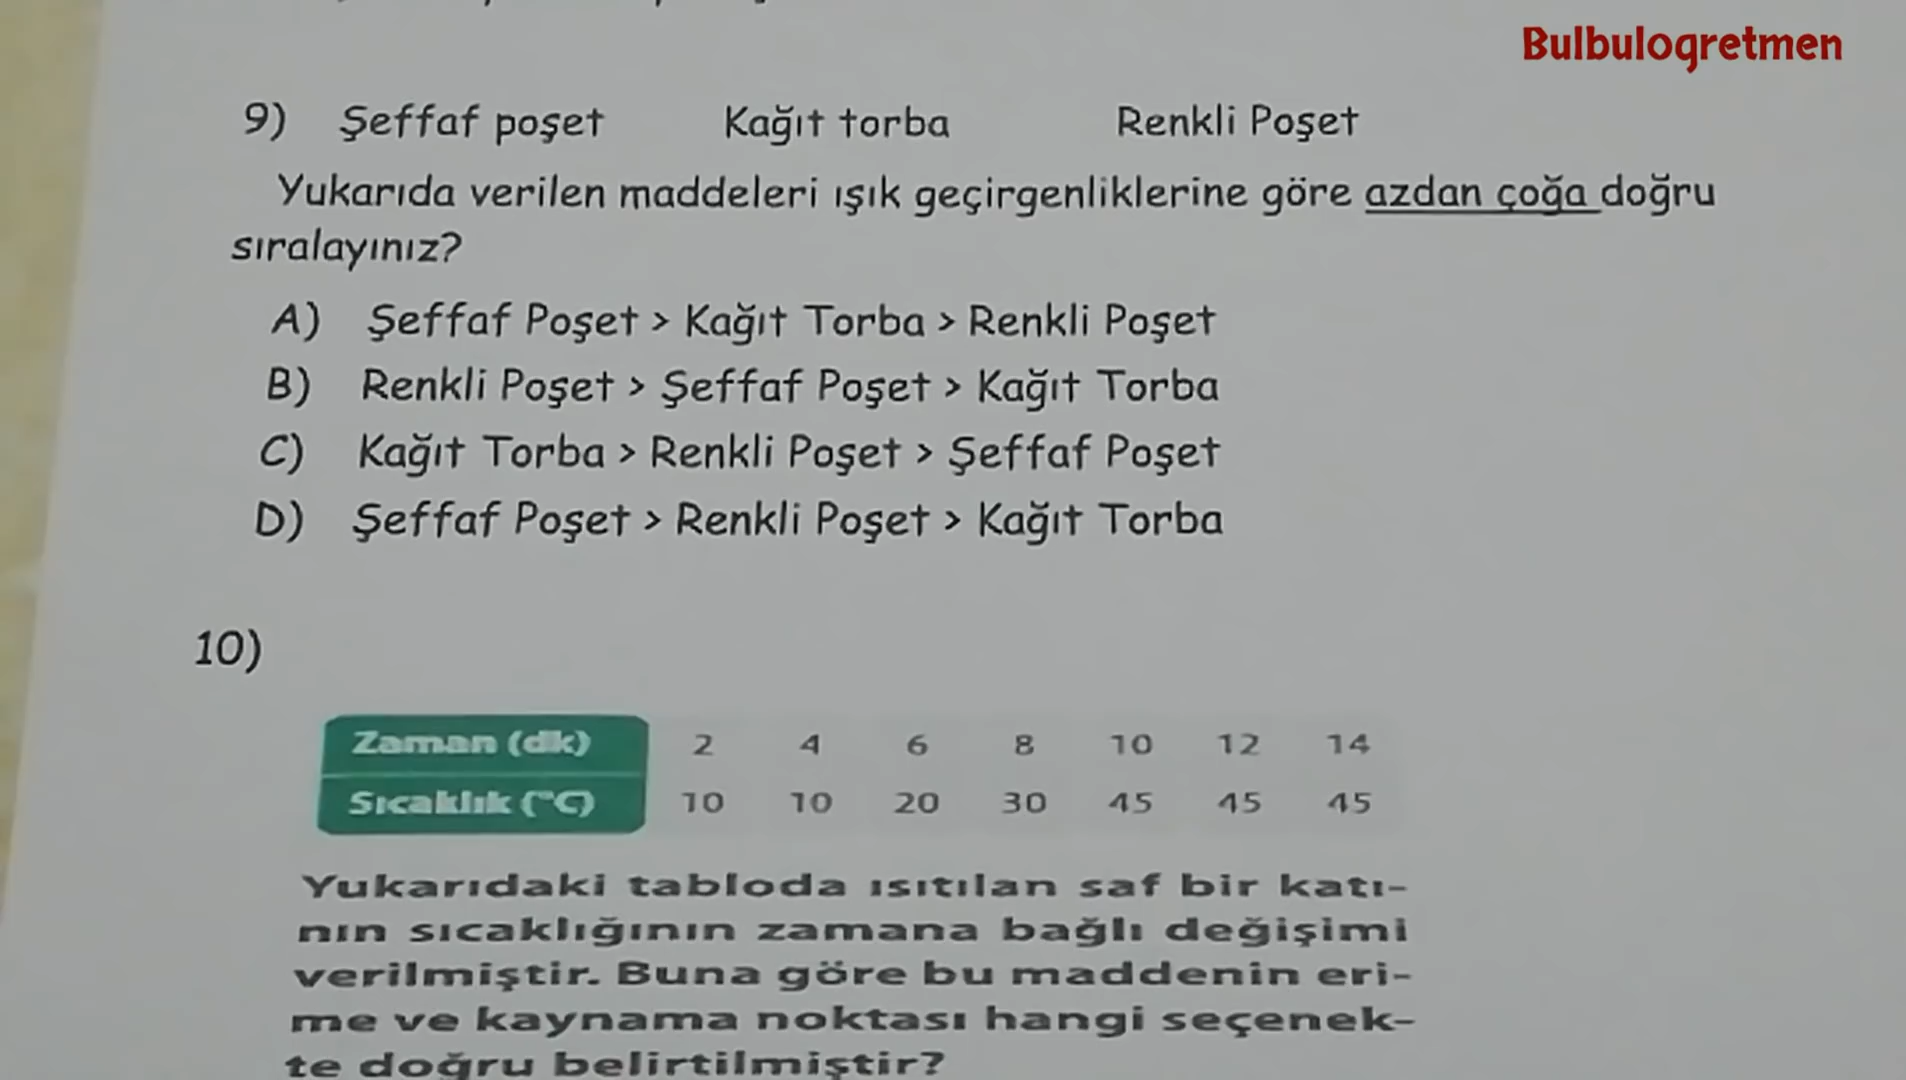 Bulbulogretmen
9) Şeffaf poşet Kağıt torba Renkli Poşet
Yukarıda verilen maddeleri ışık geçirgenliklerine göre azdan çoğa doğru
sıralayınız?
A) Şeffaf Poşet > Kağıt Torba > Renkli Poşet
B) Renkli Poşet > Şeffaf Poşet > Kağıt Torba
C) Kağıt Torba > Renkli Poşet > Şeffaf Poşet
D) Şeffaf Poşet > Renkli Poşet > Kağıt Torba
10)
Zaman (dk) 2 4 6 8 10 12 14
Sıcaklık (°C) 10 10 20 30 45 45 45
Yukarıdaki tabloda ısıtılan saf bir katı-
nın sıcaklığının zamana bağlı değişimi
verilmiştir. Buna göre bu maddenin eri-
me ve kaynama noktası hangi seçenek-
te doğru belirtilmiştir?